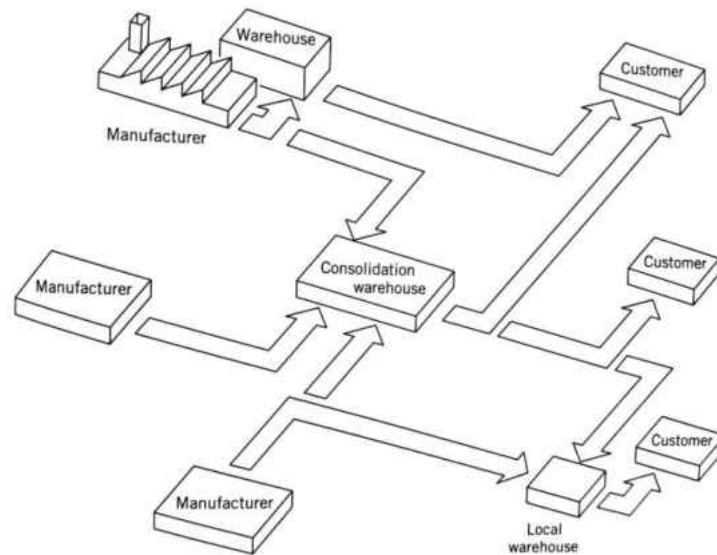 Warehouse
Customer
Manufacturer
Consolidation
warehouse
Customer
Manufacturer
Customer
Manufacturer
Local
warehouse